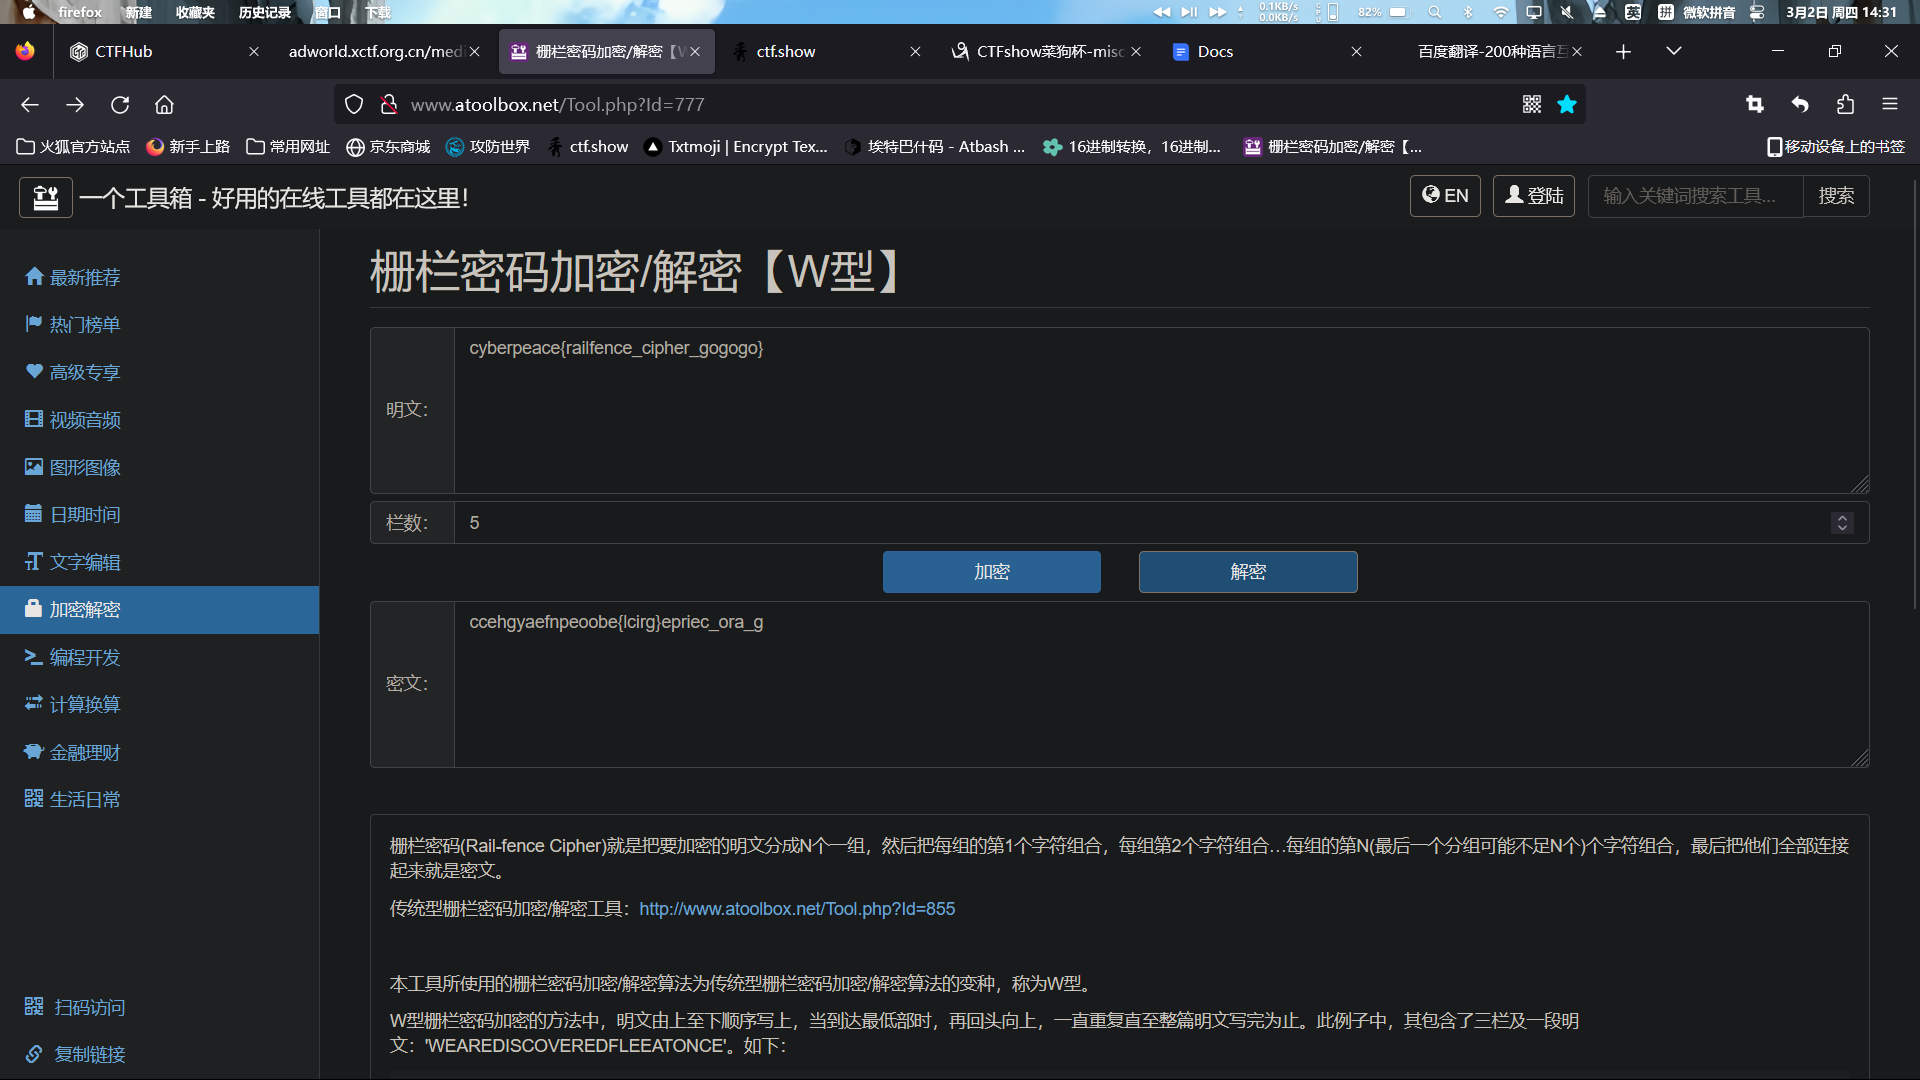 firefox 新建 收藏夹 历史记录 窗口 下载 0.1KB/s 0.0KB/s 82% 英 拼 微软拼音 3月2日 周四 14:31
CTFHub adworld.xctf.org.cn/medi 栅栏密码加密/解密【W ctf.show CTFshow菜狗杯-misc Docs 百度翻译-200种语言互
www.atoolbox.net/Tool.php?Id=777
火狐官方站点 新手上路 常用网址 京东商城 攻防世界 ctf.show Txtmoji | Encrypt Tex... 埃特巴什码 - Atbash ... 16进制转换，16进制... 栅栏密码加密/解密【... 移动设备上的书签
一个工具箱 - 好用的在线工具都在这里！ EN 登陆 输入关键词搜索工具... 搜索
最新推荐
热门榜单
高级专享
视频音频
图形图像
日期时间
文字编辑
加密解密
编程开发
计算换算
金融理财
生活日常
扫码访问
复制链接
栅栏密码加密/解密【W型】
明文：
cyberpeace{railfence_cipher_gogogo}
栏数：
5
加密 解密
密文：
ccehgyaefnpeoobe{lcirg}epriec_ora_g
栅栏密码(Rail-fence Cipher)就是把要加密的明文分成N个一组，然后把每组的第1个字符组合，每组第2个字符组合…每组的第N(最后一个分组可能不足N个)个字符组合，最后把他们全部连接
起来就是密文。
传统型栅栏密码加密/解密工具：http://www.atoolbox.net/Tool.php?Id=855
本工具所使用的栅栏密码加密/解密算法为传统型栅栏密码加密/解密算法的变种，称为W型。
W型栅栏密码加密的方法中，明文由上至下顺序写上，当到达最低部时，再回头向上，一直重复直至整篇明文写完为止。此例子中，其包含了三栏及一段明
文：'WEAREDISCOVEREDFLEEATONCE'。如下：